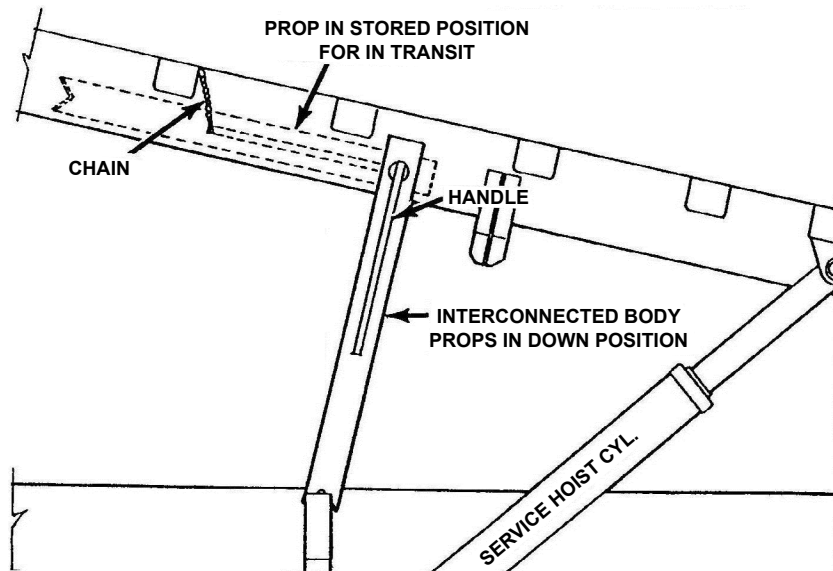 PROP IN STORED POSITION
FOR IN TRANSIT
CHAIN
HANDLE
INTERCONNECTED BODY
PROPS IN DOWN POSITION
SERVICE HOIST CYL.